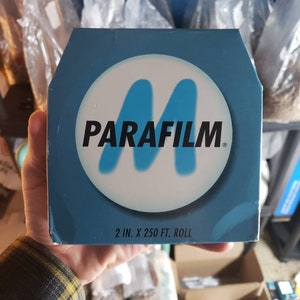 M
PARAFILM®
2 IN. X 250 FT. ROLL